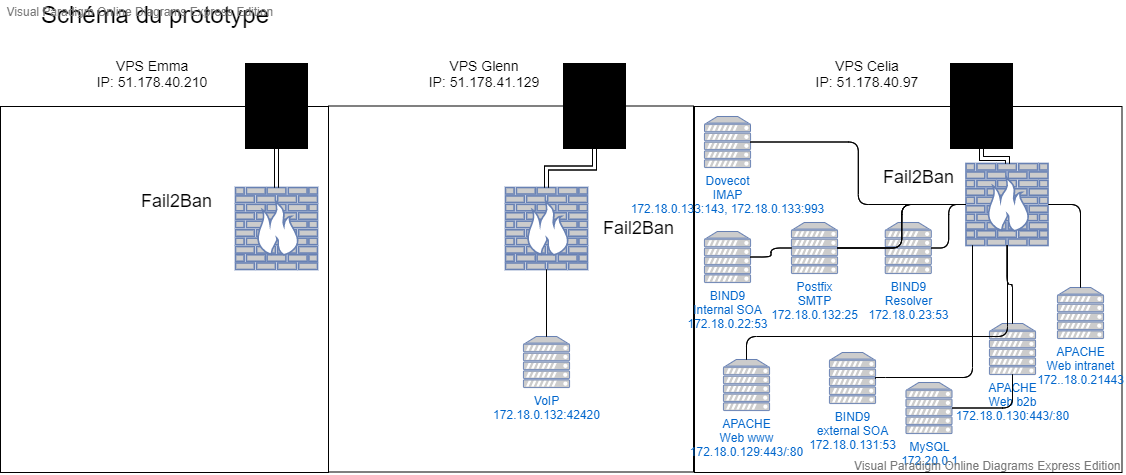 Visual Paradigm Online Diagrams Express Edition
Schéma du prototype
VPS Emma
IP: 51.178.40.210
Fail2Ban
VPS Glenn
IP: 51.178.41.129
Fail2Ban
VoIP
172.18.0.132:42420
VPS Celia
IP: 51.178.40.97
Fail2Ban
Dovecot
IMAP
172.18.0.133:143, 172.18.0.133:993
BIND9
Internal SOA
172.18.0.22:53
Postfix
SMTP
172.18.0.132:25
BIND9
Resolver
172.18.0.23:53
APACHE
Web intranet
172..18.0.21443
APACHE
Web b2b
172.18.0.130:443/:80
APACHE
Web www
172.18.0.129:443/:80
BIND9
external SOA
172.18.0.131:53
MySQL
172.20.0.1
Visual Paradigm Online Diagrams Express Edition